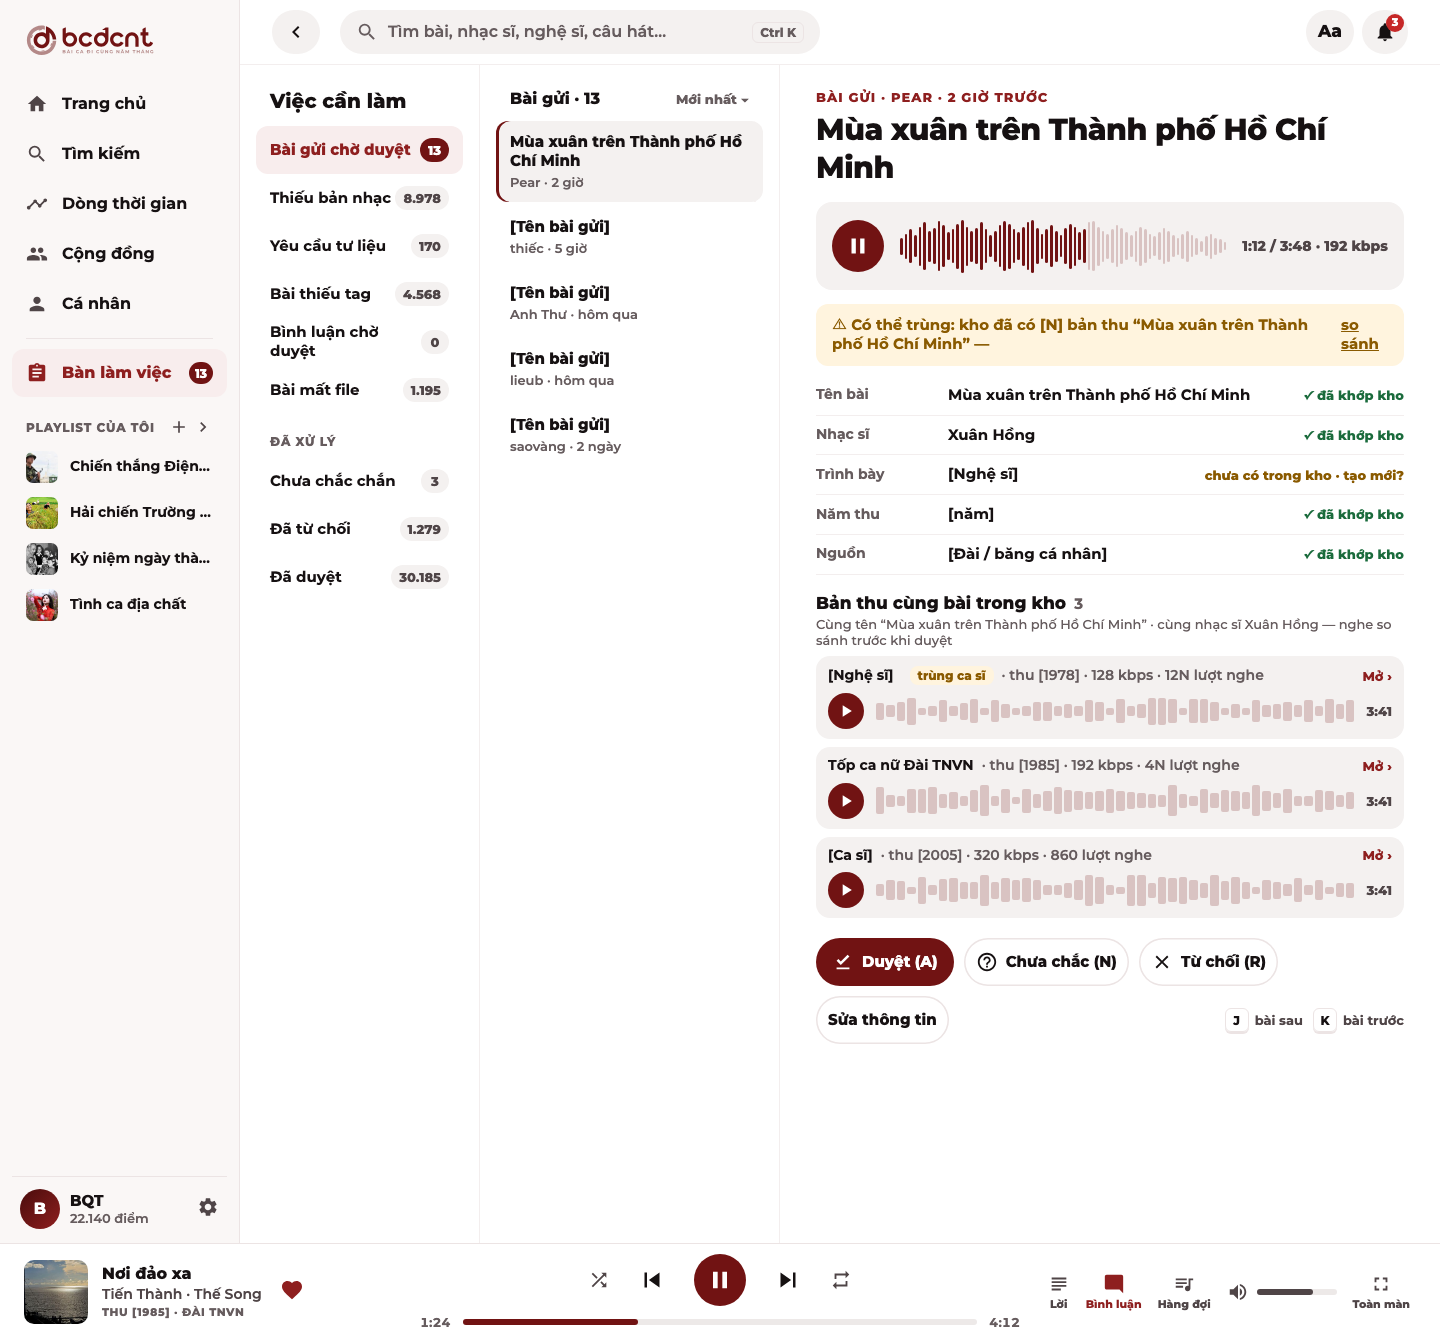 bcdcnt
BÀI CA ĐI CÙNG NĂM THÁNG
Trang chủ
Tìm kiếm
Dòng thời gian
Cộng đồng
Cá nhân
Bàn làm việc 13
PLAYLIST CỦA TÔI
Chiến thắng Điện...
Hải chiến Trường ...
Kỷ niệm ngày thà...
Tình ca địa chất
B
BQT
22.140 điểm
Tìm bài, nhạc sĩ, nghệ sĩ, câu hát... Ctrl K
Aa
3
Việc cần làm
Bài gửi chờ duyệt 13
Thiếu bản nhạc 8.978
Yêu cầu tư liệu 170
Bài thiếu tag 4.568
Bình luận chờ
duyệt 0
Bài mất file 1.195
ĐÃ XỬ LÝ
Chưa chắc chắn 3
Đã từ chối 1.279
Đã duyệt 30.185
Bài gửi · 13 Mới nhất
Mùa xuân trên Thành phố Hồ
Chí Minh
Pear · 2 giờ
[Tên bài gửi]
thiếc · 5 giờ
[Tên bài gửi]
Anh Thư · hôm qua
[Tên bài gửi]
lieub · hôm qua
[Tên bài gửi]
saovàng · 2 ngày
BÀI GỬI · PEAR · 2 GIỜ TRƯỚC
Mùa xuân trên Thành phố Hồ Chí
Minh
1:12 / 3:48 · 192 kbps
⚠ Có thể trùng: kho đã có [N] bản thu “Mùa xuân trên Thành
phố Hồ Chí Minh” —
so
sánh
Tên bài Mùa xuân trên Thành phố Hồ Chí Minh ✓ đã khớp kho
Nhạc sĩ Xuân Hồng ✓ đã khớp kho
Trình bày [Nghệ sĩ] chưa có trong kho · tạo mới?
Năm thu [năm] ✓ đã khớp kho
Nguồn [Đài / băng cá nhân] ✓ đã khớp kho
Bản thu cùng bài trong kho 3
Cùng tên “Mùa xuân trên Thành phố Hồ Chí Minh” · cùng nhạc sĩ Xuân Hồng — nghe so
sánh trước khi duyệt
[Nghệ sĩ] trùng ca sĩ · thu [1978] · 128 kbps · 12N lượt nghe Mở ›
3:41
Tốp ca nữ Đài TNVN · thu [1985] · 192 kbps · 4N lượt nghe Mở ›
3:41
[Ca sĩ] · thu [2005] · 320 kbps · 860 lượt nghe Mở ›
3:41
Duyệt (A) Chưa chắc (N) Từ chối (R)
Sửa thông tin J bài sau K bài trước
Nơi đảo xa
Tiến Thành · Thế Song
THU [1985] · ĐÀI TNVN
1:24 4:12
Lời Bình luận Hàng đợi Toàn màn